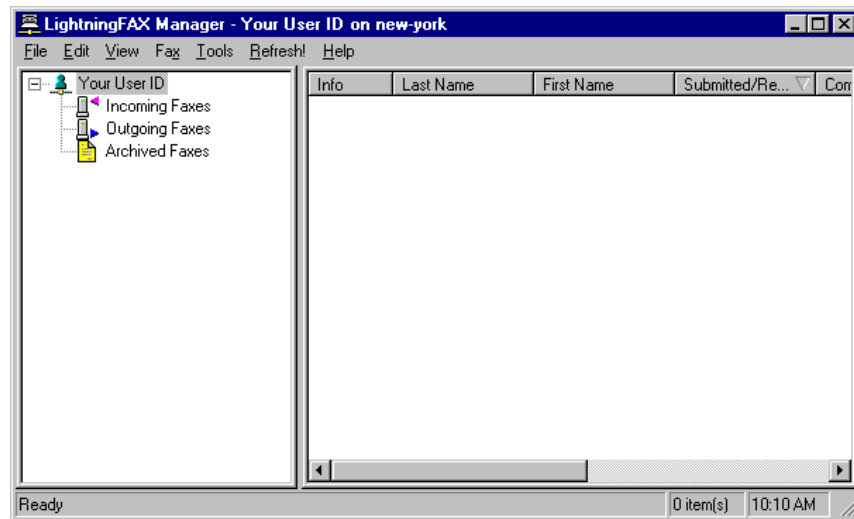 LightningFAX Manager - Your User ID on new-york
File Edit View Fax Tools Refresh! Help
Your User ID
Incoming Faxes
Outgoing Faxes
Archived Faxes
Info Last Name First Name Submitted/Re... Com
Ready 0 item(s) 10:10 AM